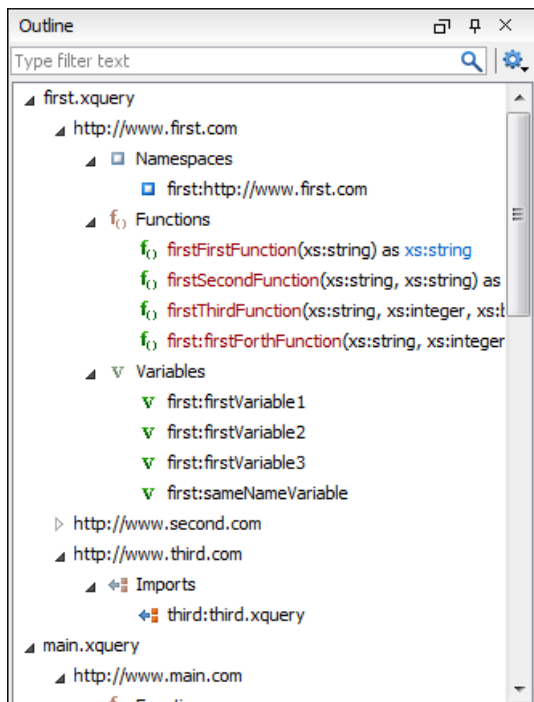 Outline
Type filter text
first.xquery
http://www.first.com
Namespaces
first:http://www.first.com
f() Functions
f() firstFirstFunction(xs:string) as xs:string
f() firstSecondFunction(xs:string, xs:string) as
f() firstThirdFunction(xs:string, xs:integer, xs:
f() first:firstForthFunction(xs:string, xs:integer
v Variables
v first:firstVariable1
v first:firstVariable2
v first:firstVariable3
v first:sameNameVariable
http://www.second.com
http://www.third.com
Imports
third:third.xquery
main.xquery
http://www.main.com